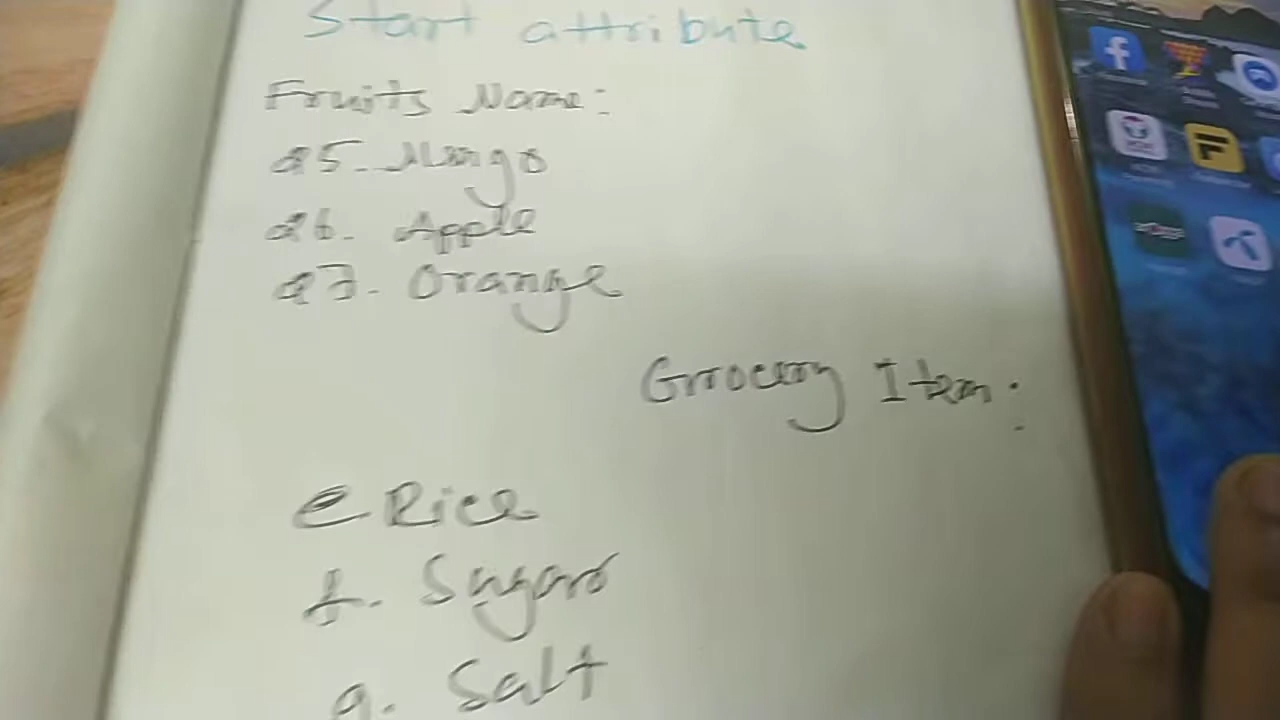 Start attribute
Fruits Name:
25. Mango
26. Apple
27. Orange
Grocery Item:
e Rice
f. Sugar
g. Salt